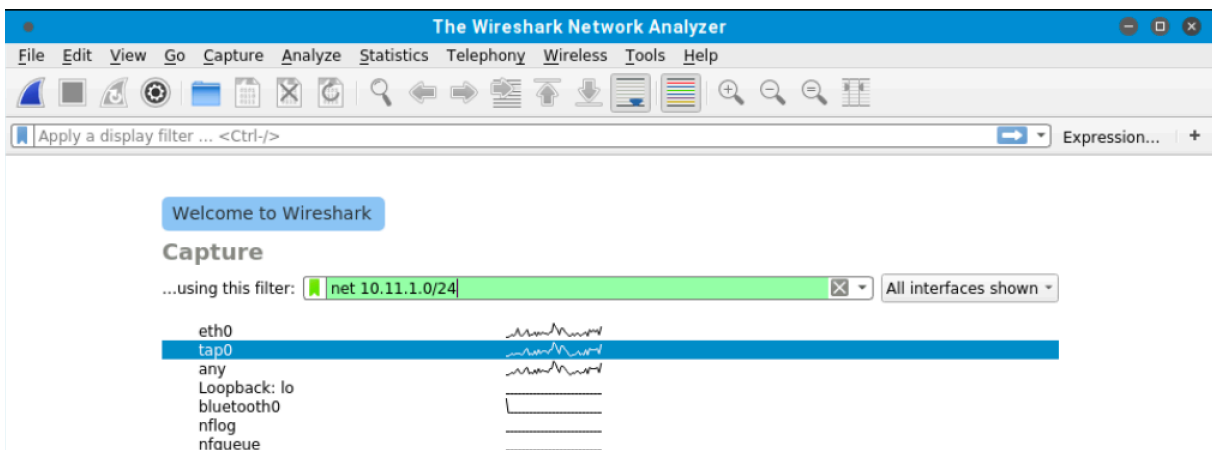 The Wireshark Network Analyzer
File Edit View Go Capture Analyze Statistics Telephony Wireless Tools Help
Apply a display filter ... <Ctrl-/> Expression... +
Welcome to Wireshark
Capture
...using this filter: net 10.11.1.0/24 All interfaces shown
eth0
tap0
any
Loopback: lo
bluetooth0
nflog
nfqueue